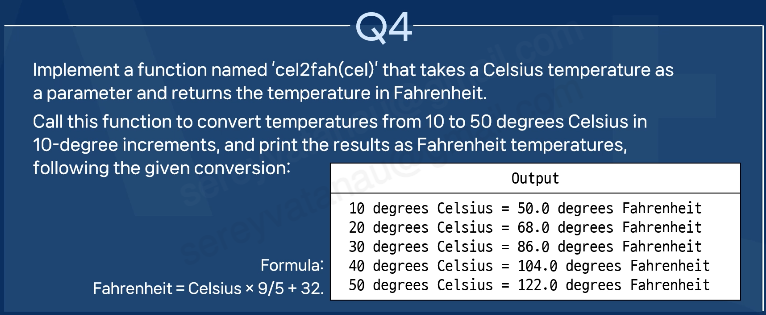 Q4
Implement a function named 'cel2fah(cel)' that takes a Celsius temperature as
a parameter and returns the temperature in Fahrenheit.
Call this function to convert temperatures from 10 to 50 degrees Celsius in
10-degree increments, and print the results as Fahrenheit temperatures,
following the given conversion:
Output
10 degrees Celsius = 50.0 degrees Fahrenheit
20 degrees Celsius = 68.0 degrees Fahrenheit
30 degrees Celsius = 86.0 degrees Fahrenheit
40 degrees Celsius = 104.0 degrees Fahrenheit
50 degrees Celsius = 122.0 degrees Fahrenheit
Formula:
Fahrenheit = Celsius × 9/5 + 32.